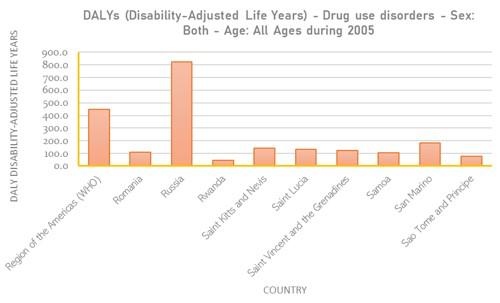 DALYs (Disability-Adjusted Life Years) - Drug use disorders - Sex:
Both - Age: All Ages during 2005
DALY DISABILITY-ADJUSTED LIFE YEARS
900.0
800.0
700.0
600.0
500.0
400.0
300.0
200.0
100.0
0.0
Region of the Americas (WHO)
Romania
Russia
Rwanda
Saint Kitts and Nevis
Saint Lucia
Saint Vincent and the Grenadines
Samoa
San Marino
Sao Tome and Principe
COUNTRY